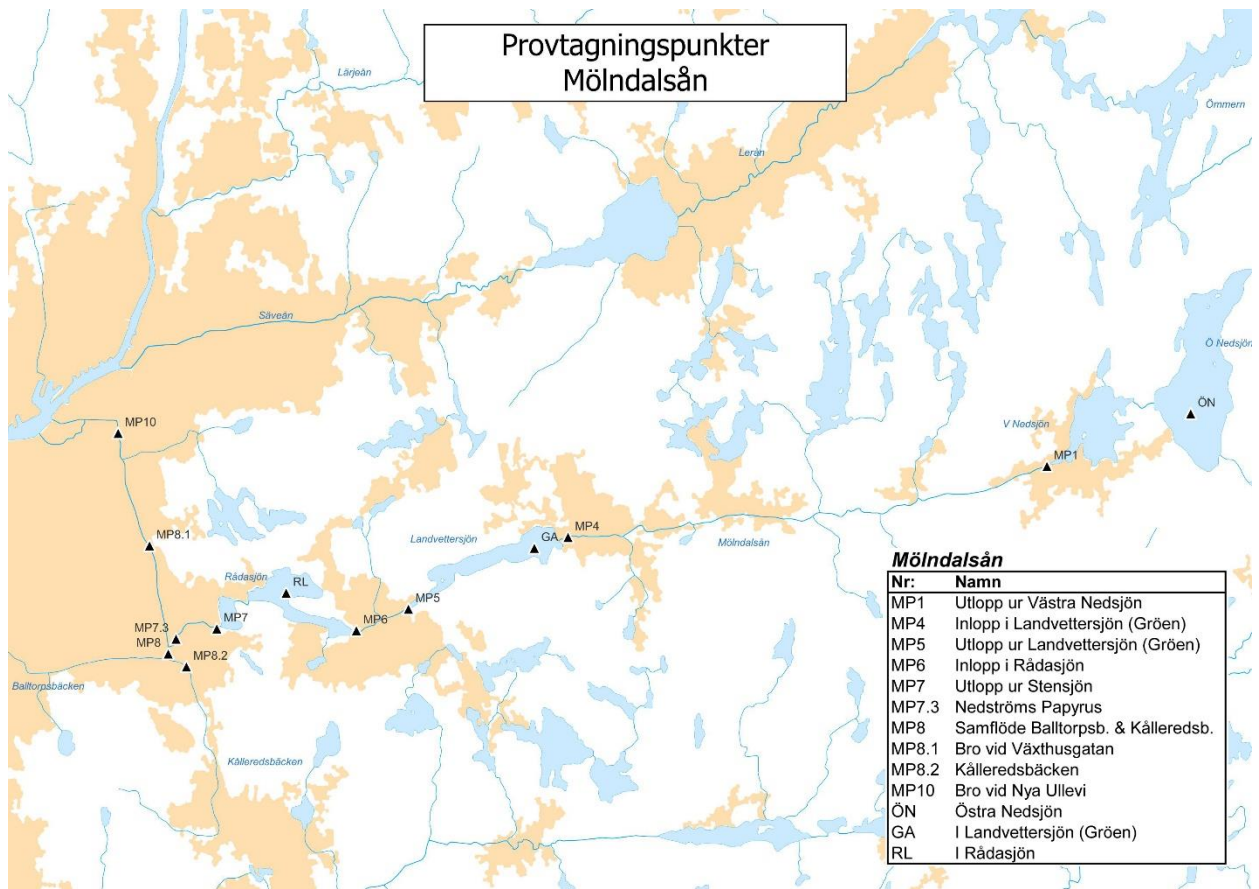 Provtagningspunkter
Mölndalsån
Lärjeån
Lerån
Ömmern
Säveån
Ö Nedsjön
ÖN
V Nedsjön
MP1
MP10
MP8.1
Landvettersjön
GA
MP4
Mölndalsån
Rådasjön
RL
MP5
MP7.3
MP7
MP6
MP8
MP8.2
Balltorpsbäcken
Kålleredsbäcken
Mölndalsån
Nr: Namn
MP1 Utlopp ur Västra Nedsjön
MP4 Inlopp i Landvettersjön (Gröen)
MP5 Utlopp ur Landvettersjön (Gröen)
MP6 Inlopp i Rådasjön
MP7 Utlopp ur Stensjön
MP7.3 Nedströms Papyrus
MP8 Samflöde Balltorpsb. & Kålleredsb.
MP8.1 Bro vid Växthusgatan
MP8.2 Kålleredsbäcken
MP10 Bro vid Nya Ullevi
ÖN Östra Nedsjön
GA I Landvettersjön (Gröen)
RL I Rådasjön